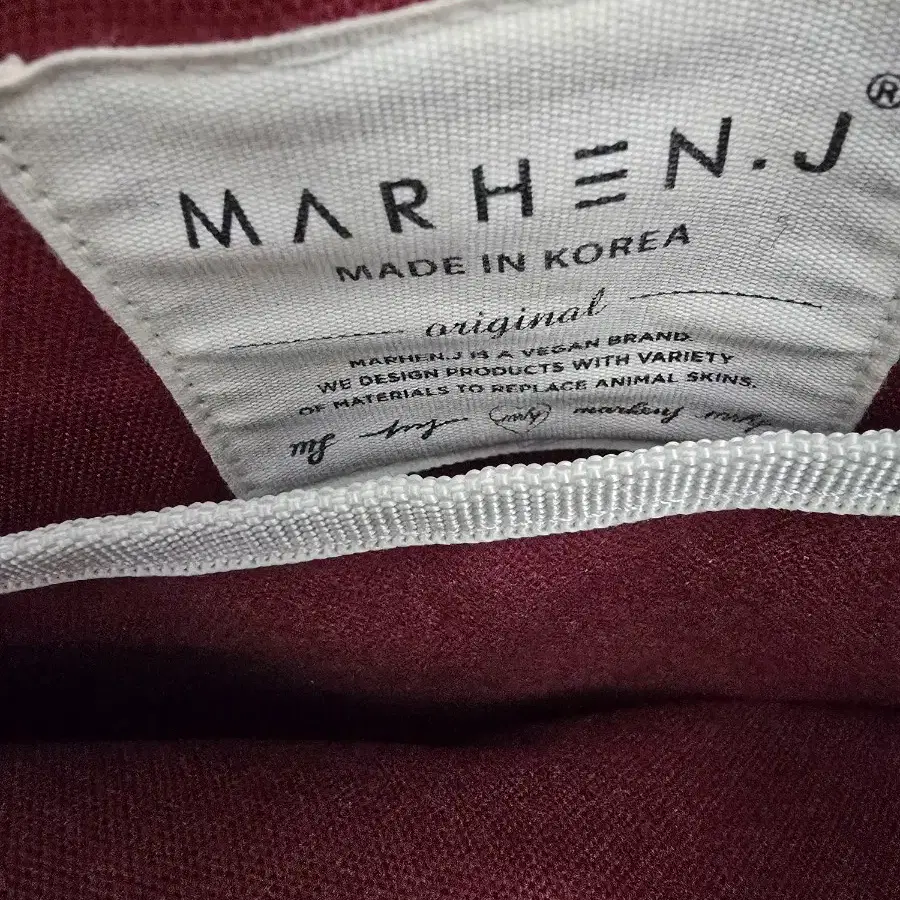 MARHEN.J®
MADE IN KOREA
original
MARHEN.J IS A VEGAN BRAND.
WE DESIGN PRODUCTS WITH VARIETY
OF MATERIALS TO REPLACE ANIMAL SKINS.